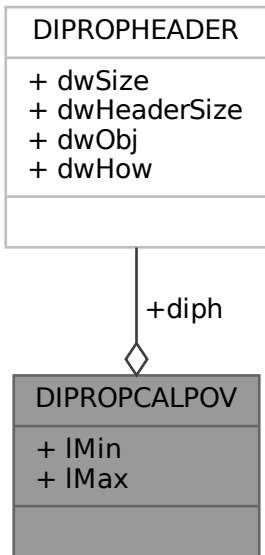 DIPROPHEADER
+ dwSize
+ dwHeaderSize
+ dwObj
+ dwHow
+diph
DIPROPCALPOV
+ lMin
+ lMax